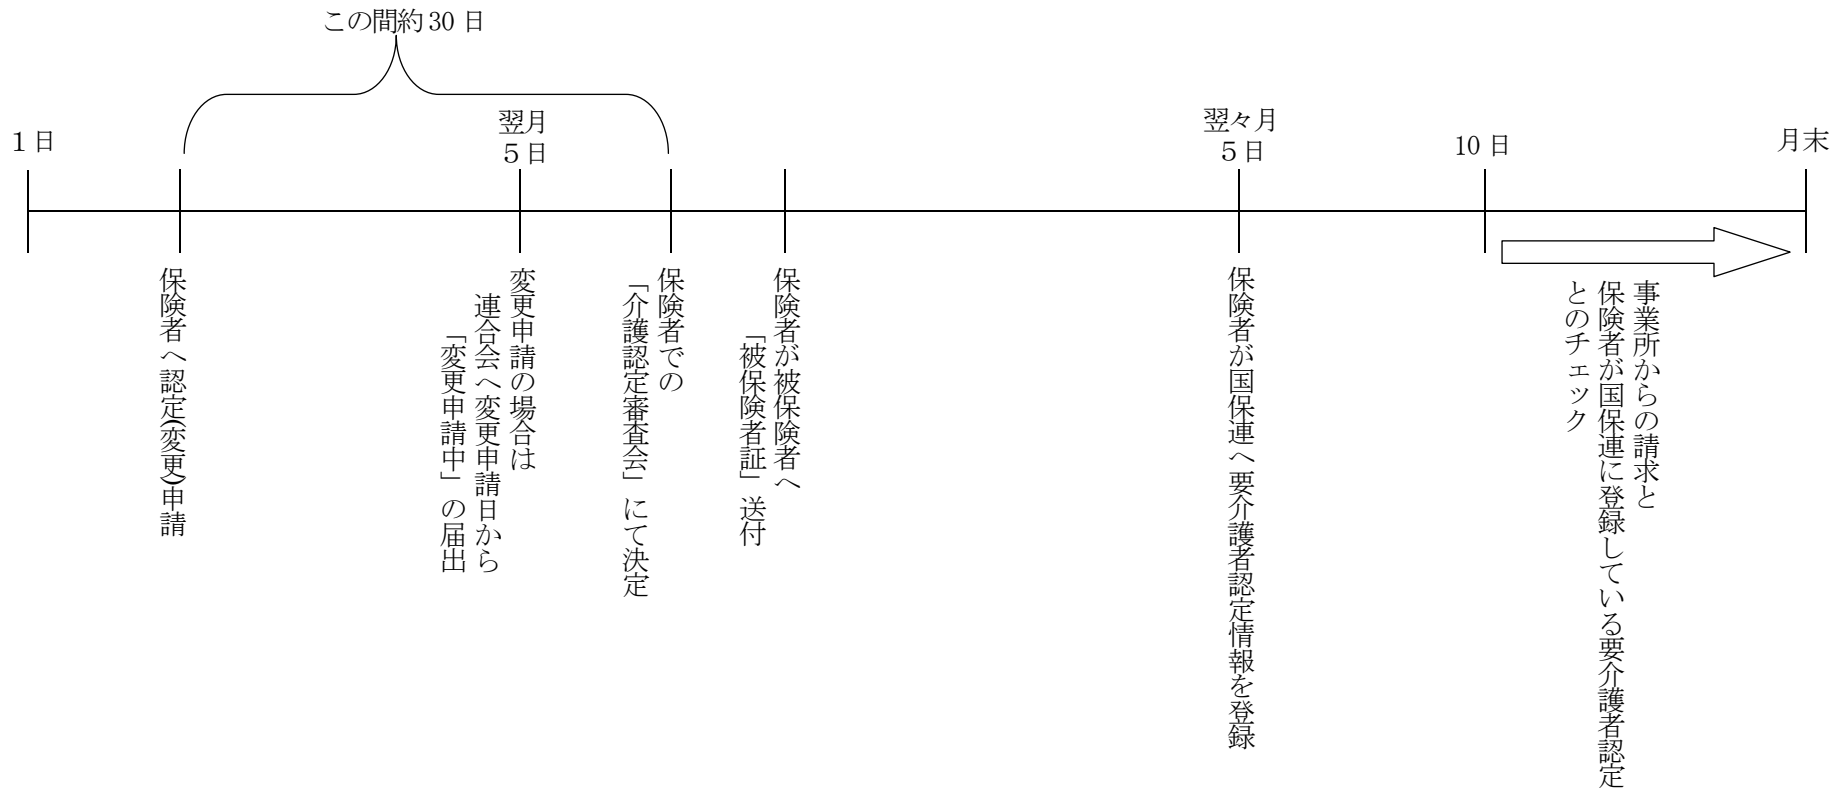 この間約30日
1日
翌月
5日
翌々月
5日
10日
月末
保険者へ認定(変更)申請
変更申請の場合は
連合会へ変更申請日から
「変更申請中」の届出
保険者での
「介護認定審査会」にて決定
保険者が被保険者へ
「被保険者証」送付
保険者が国保連へ要介護者認定情報を登録
事業所からの請求と
保険者が国保連に登録している要介護者認定
とのチェック